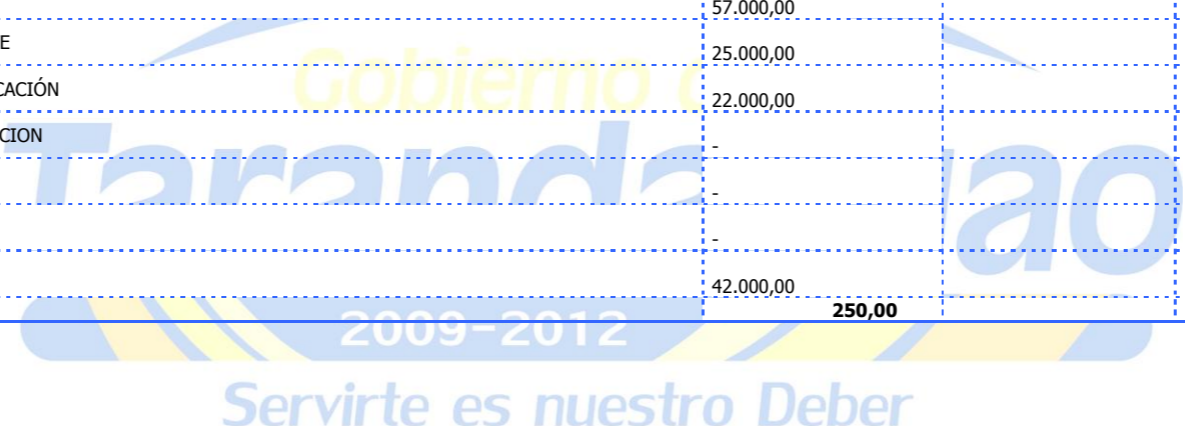 57.000,00
E
25.000,00
CACIÓN
22.000,00
CION
-
-
-
42.000,00
250,00
Gobierno
2009-2012
Servirte es nuestro Deber